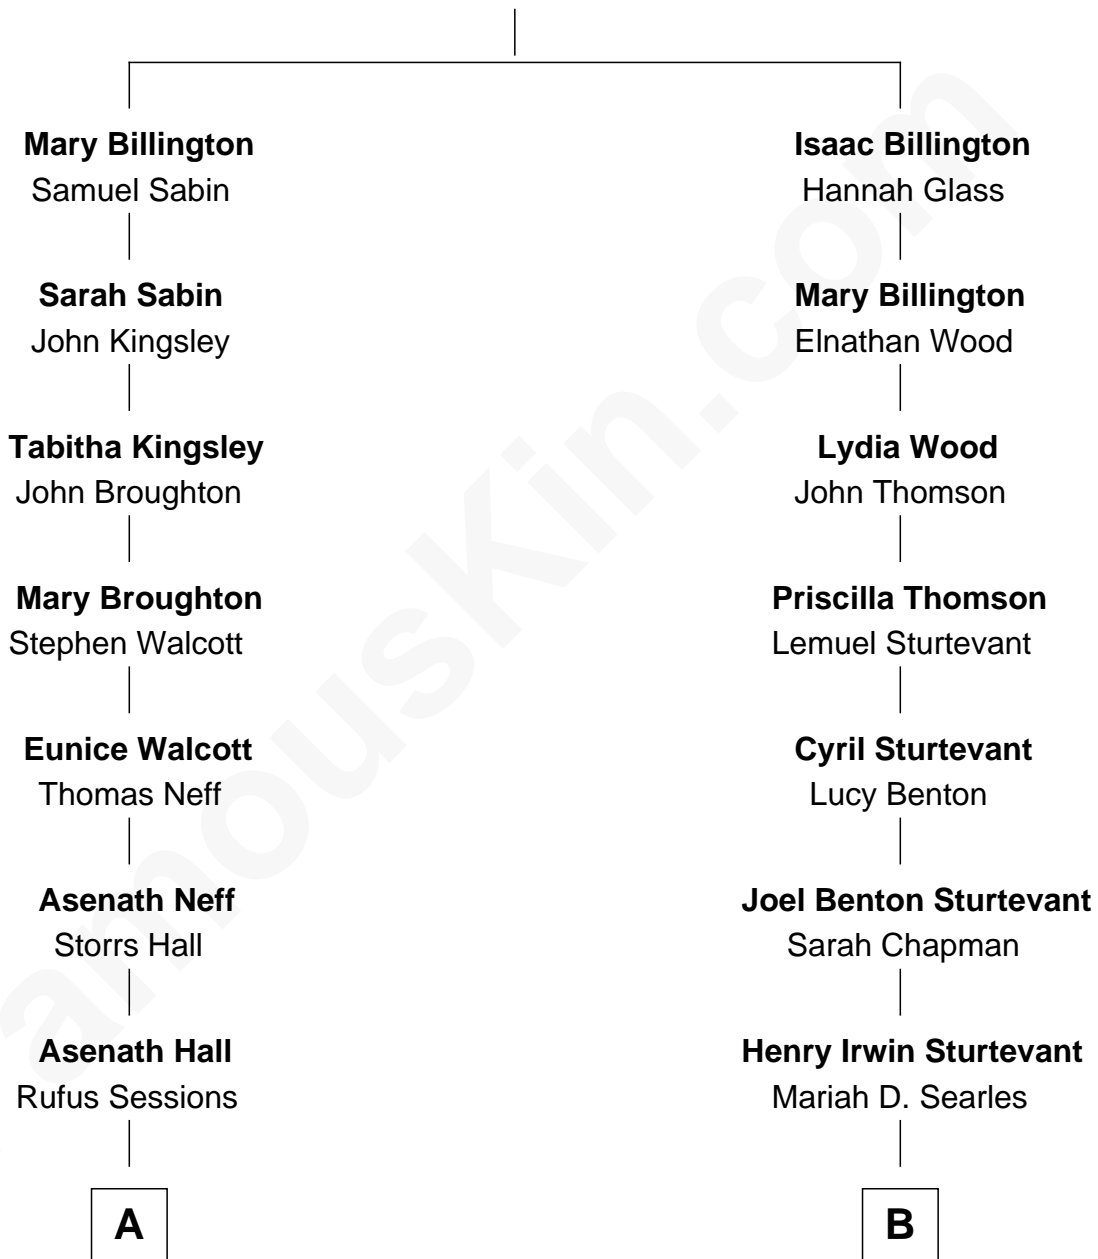 Mary Billington
Samuel Sabin
Sarah Sabin
John Kingsley
Tabitha Kingsley
John Broughton
Mary Broughton
Stephen Walcott
Eunice Walcott
Thomas Neff
Asenath Neff
Storrs Hall
Asenath Hall
Rufus Sessions
A
Isaac Billington
Hannah Glass
Mary Billington
Elnathan Wood
Lydia Wood
John Thomson
Priscilla Thomson
Lemuel Sturtevant
Cyril Sturtevant
Lucy Benton
Joel Benton Sturtevant
Sarah Chapman
Henry Irwin Sturtevant
Mariah D. Searles
B
amousKin.com